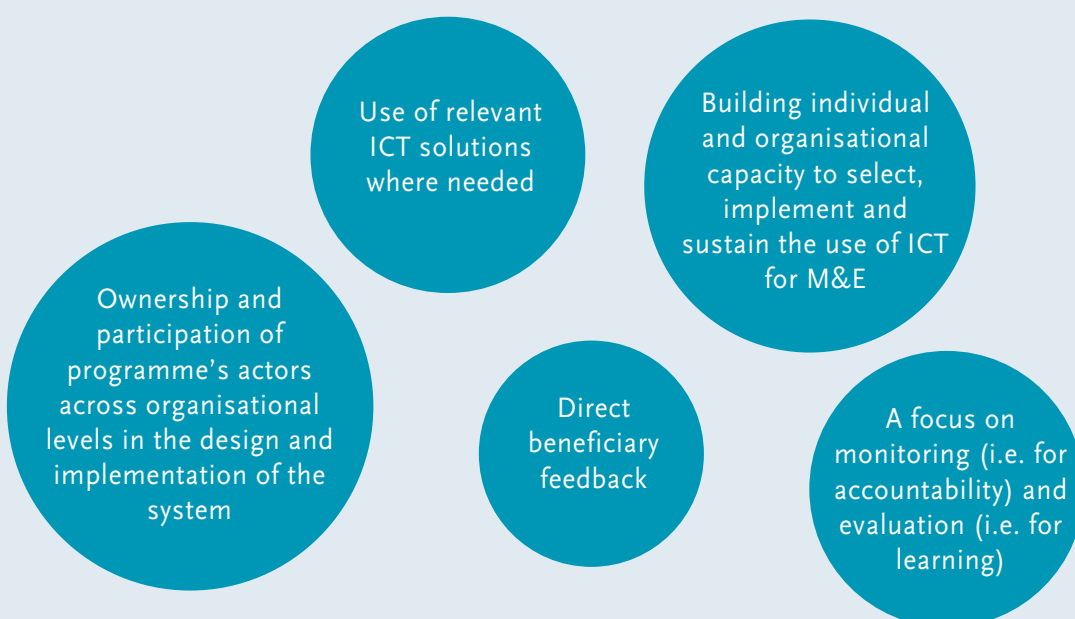 Use of relevant
ICT solutions
where needed
Building individual
and organisational
capacity to select,
implement and
sustain the use of ICT
for M&E
Ownership and
participation of
programme’s actors
across organisational
levels in the design and
implementation of the
system
Direct
beneficiary
feedback
A focus on
monitoring (i.e. for
accountability) and
evaluation (i.e. for
learning)